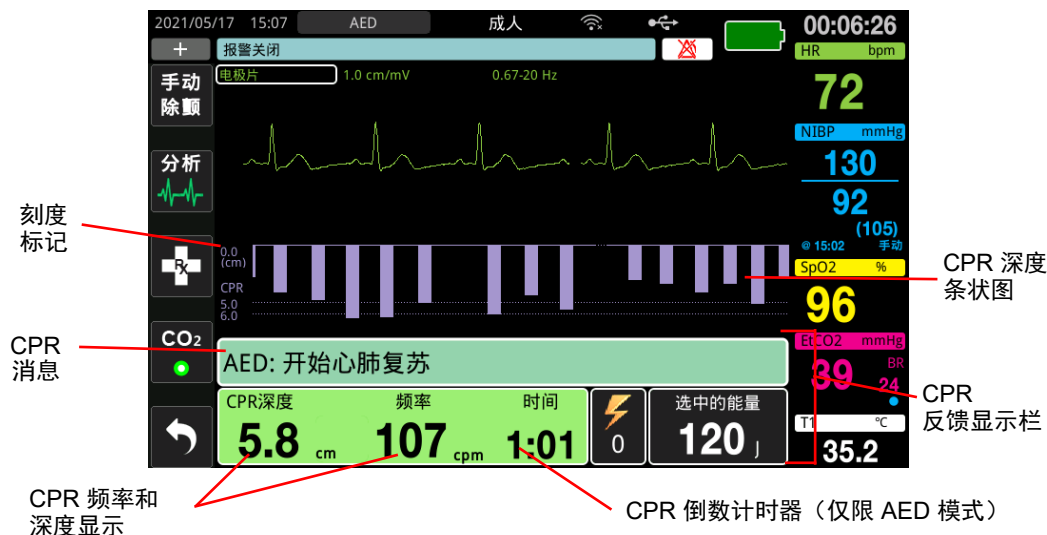 2021/05/17 15:07 AED 成人 00:06:26
+ 报警关闭 HR bpm
手动
除颤
电极片 1.0 cm/mV 0.67-20 Hz
72
NIBP mmHg
分析
130
92
(105)
@ 15:02 手动
刻度
标记
0.0
(cm)
CPR
5.0
6.0
Rx
SpO2 %
96
CPR 深度
条状图
CO2
CPR
消息
AED: 开始心肺复苏
EtCO2 mmHg
39 BR
24
CPR
反馈显示栏
CPR深度 频率 时间 选中的能量
5.8 cm 107 cpm 1:01 0 120 J
T1 °C
35.2
CPR 频率和
深度显示
CPR 倒数计时器（仅限 AED 模式）